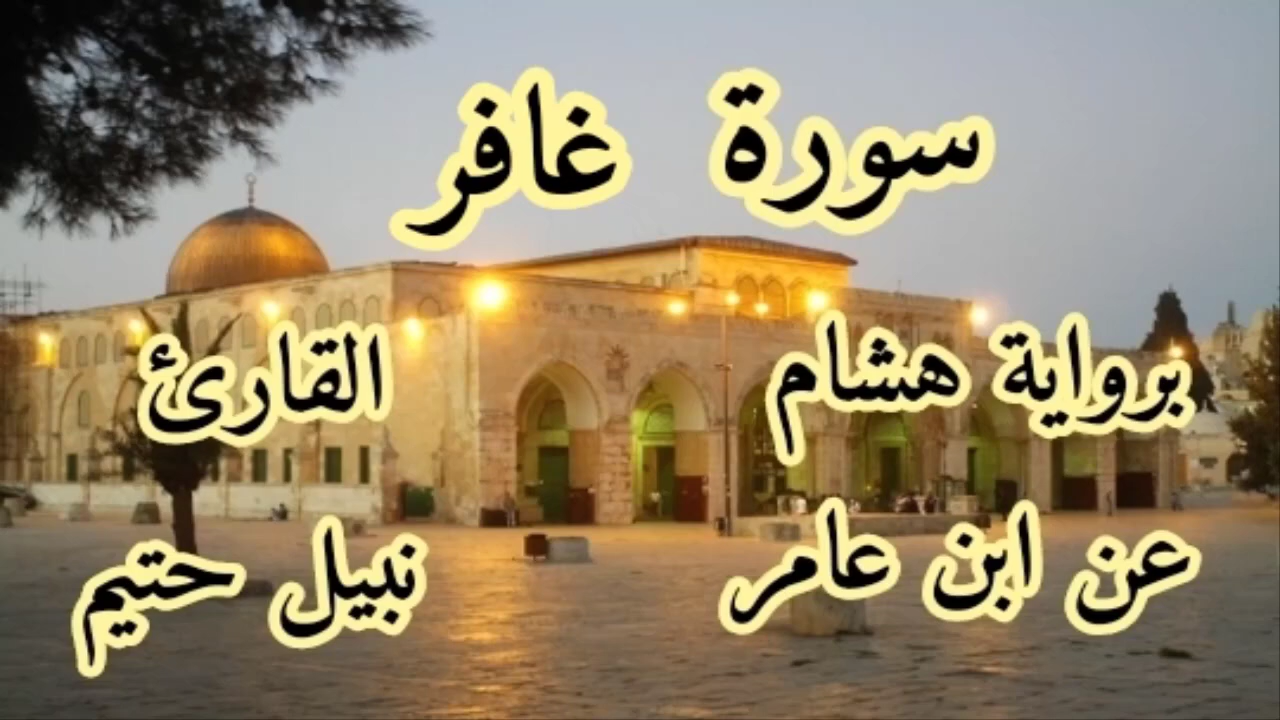 سورة غافر
برواية هشام
عن ابن عامر
القارئ
نبيل حتيم